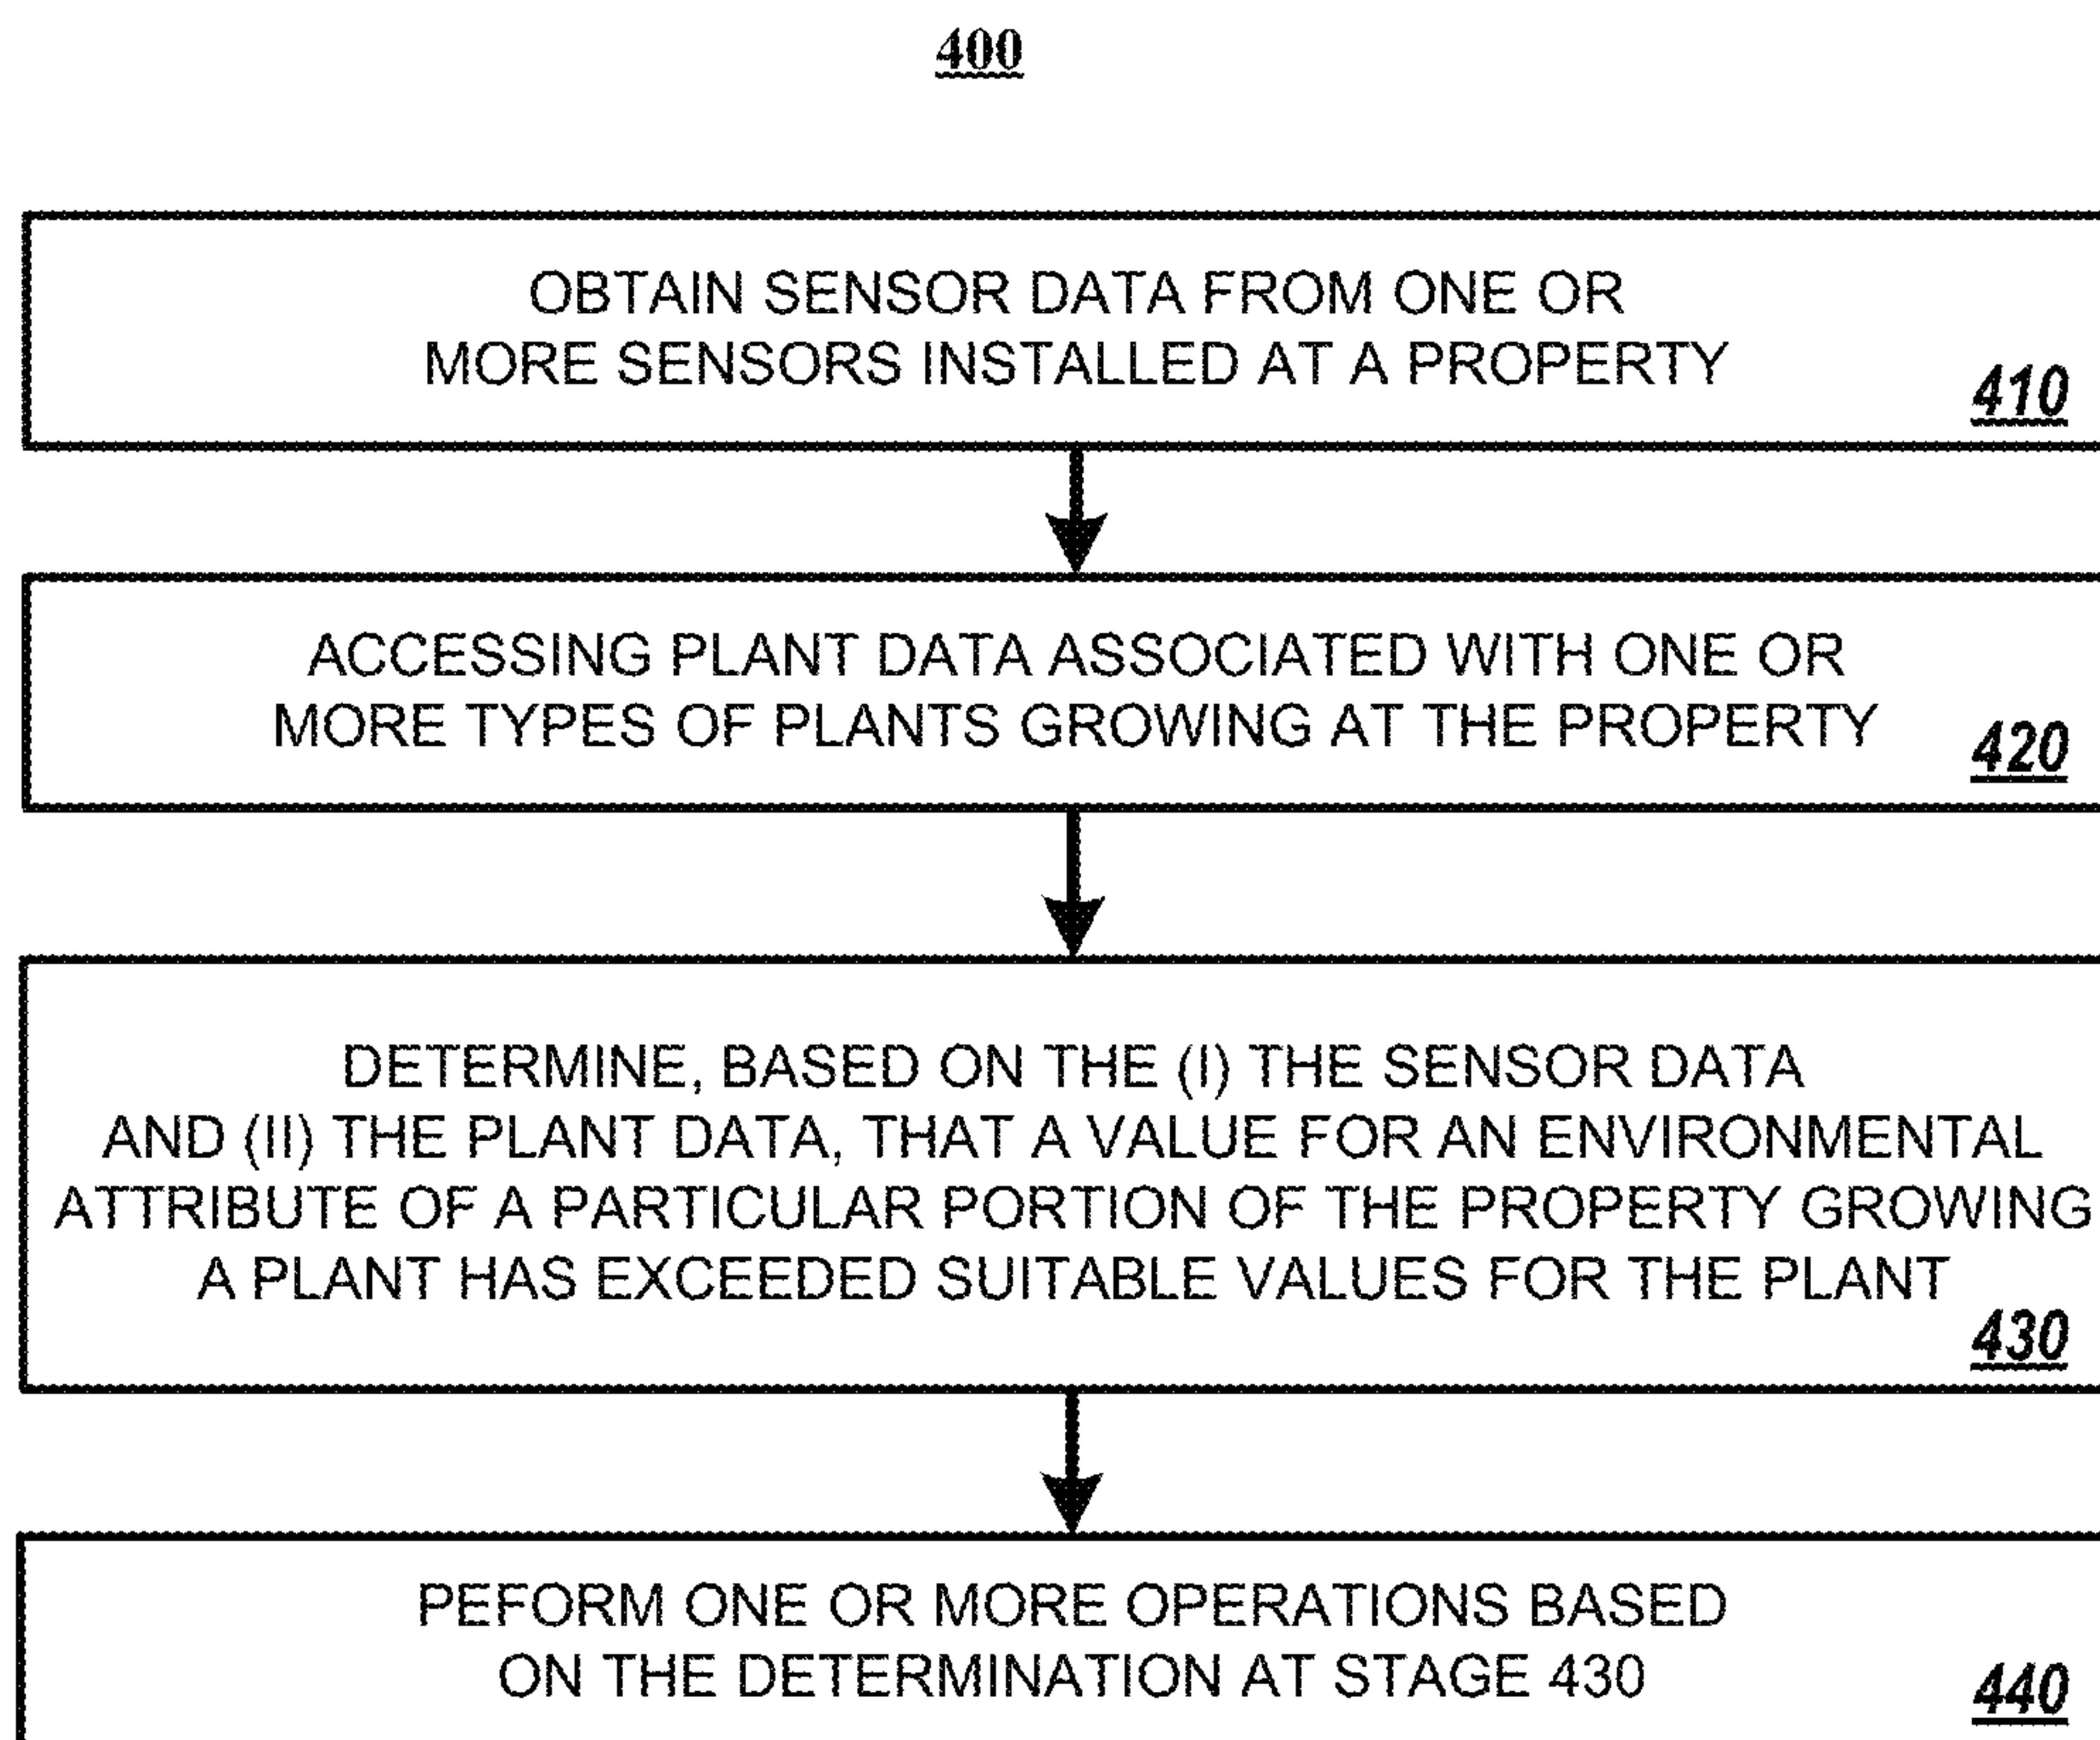 400
OBTAIN SENSOR DATA FROM ONE OR
MORE SENSORS INSTALLED AT A PROPERTY
410
ACCESSING PLANT DATA ASSOCIATED WITH ONE OR
MORE TYPES OF PLANTS GROWING AT THE PROPERTY
420
DETERMINE, BASED ON THE (I) THE SENSOR DATA
AND (II) THE PLANT DATA, THAT A VALUE FOR AN ENVIRONMENTAL
ATTRIBUTE OF A PARTICULAR PORTION OF THE PROPERTY GROWING
A PLANT HAS EXCEEDED SUITABLE VALUES FOR THE PLANT
430
PEFORM ONE OR MORE OPERATIONS BASED
ON THE DETERMINATION AT STAGE 430
440